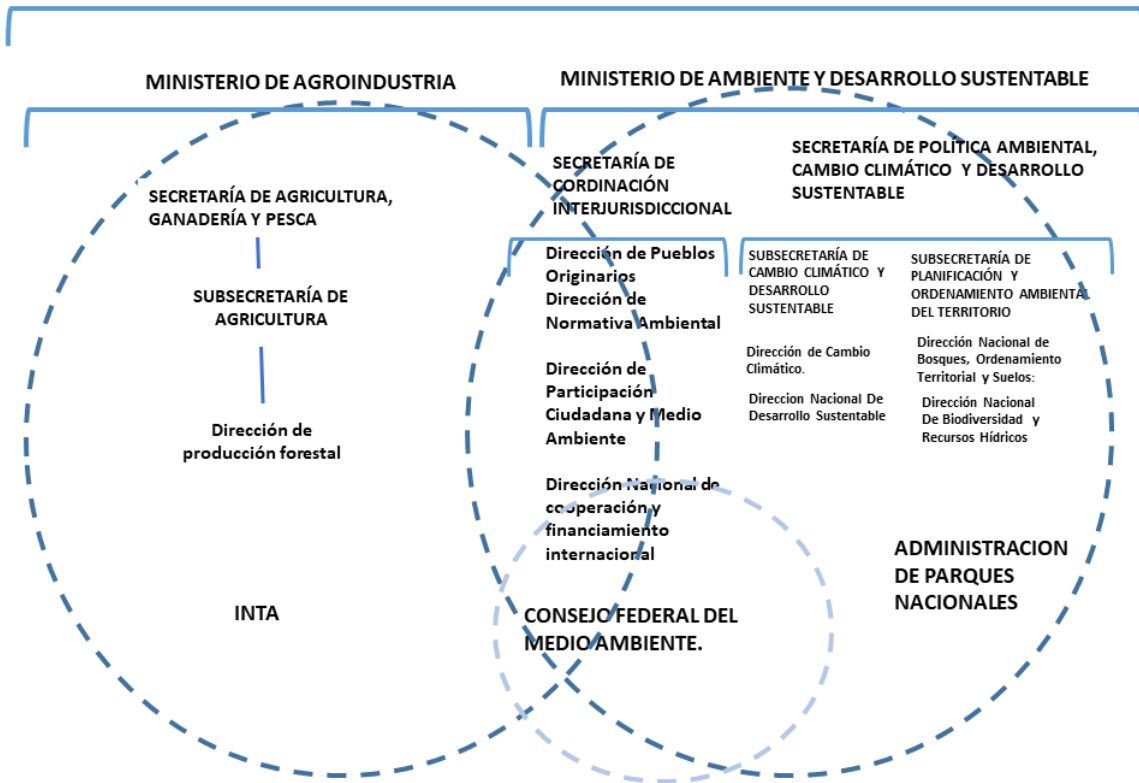 MINISTERIO DE AGROINDUSTRIA
MINISTERIO DE AMBIENTE Y DESARROLLO SUSTENTABLE
SECRETARÍA DE AGRICULTURA,
GANADERÍA Y PESCA
SUBSECRETARÍA DE
AGRICULTURA
Dirección de
producción forestal
INTA
SECRETARÍA DE
CORDINACIÓN
INTERJURISDICCIONAL
Dirección de Pueblos
Originarios
Dirección de
Normativa Ambiental
Dirección de
Participación
Ciudadana y Medio
Ambiente
Dirección Nacional de
cooperación y
financiamiento
internacional
CONSEJO FEDERAL DEL
MEDIO AMBIENTE.
SECRETARÍA DE POLÍTICA AMBIENTAL,
CAMBIO CLIMÁTICO Y DESARROLLO
SUSTENTABLE
SUBSECRETARÍA DE
CAMBIO CLIMÁTICO Y
DESARROLLO
SUSTENTABLE
Dirección de Cambio
Climático.
Direccion Nacional De
Desarrollo Sustentable
SUBSECRETARÍA DE
PLANIFICACIÓN Y
ORDENAMIENTO AMBIENTAL
DEL TERRITORIO
Dirección Nacional de
Bosques, Ordenamiento
Territorial y Suelos:
Dirección Nacional
De Biodiversidad y
Recursos Hídricos
ADMINISTRACION
DE PARQUES
NACIONALES